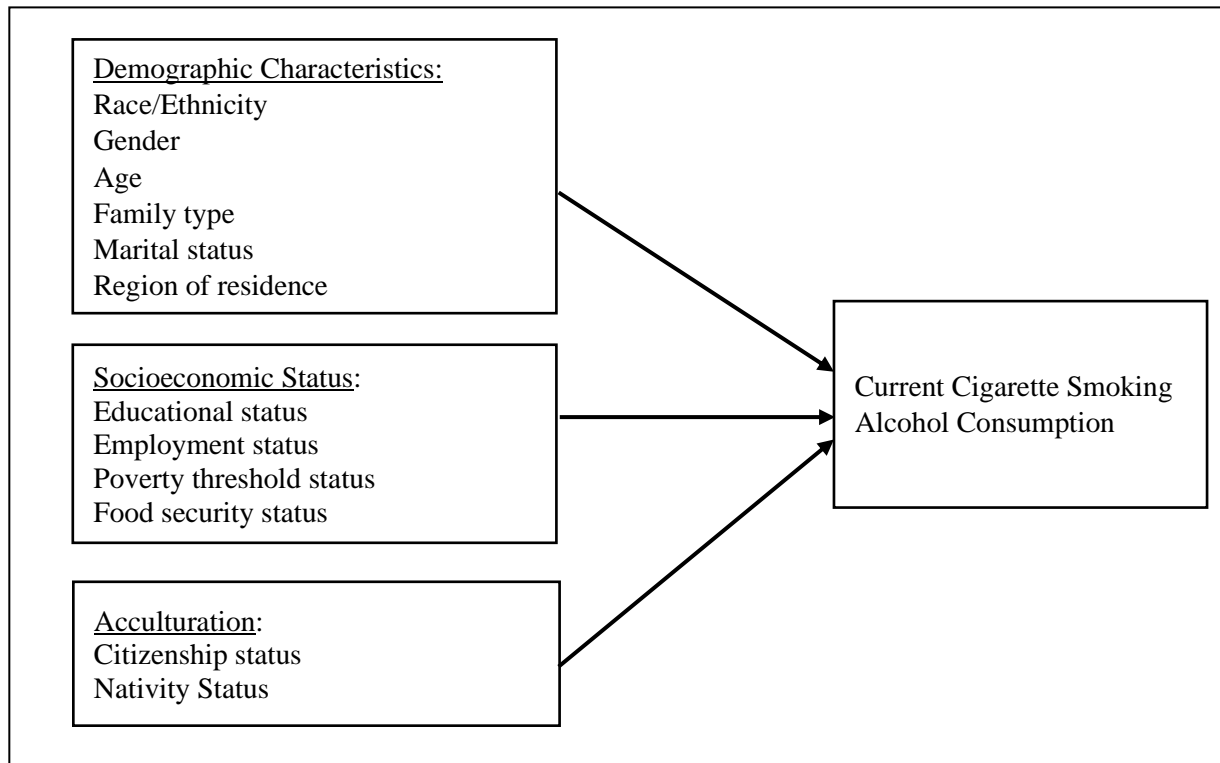 Demographic Characteristics:
Race/Ethnicity
Gender
Age
Family type
Marital status
Region of residence
Socioeconomic Status:
Educational status
Employment status
Poverty threshold status
Food security status
Acculturation:
Citizenship status
Nativity Status
Current Cigarette Smoking
Alcohol Consumption